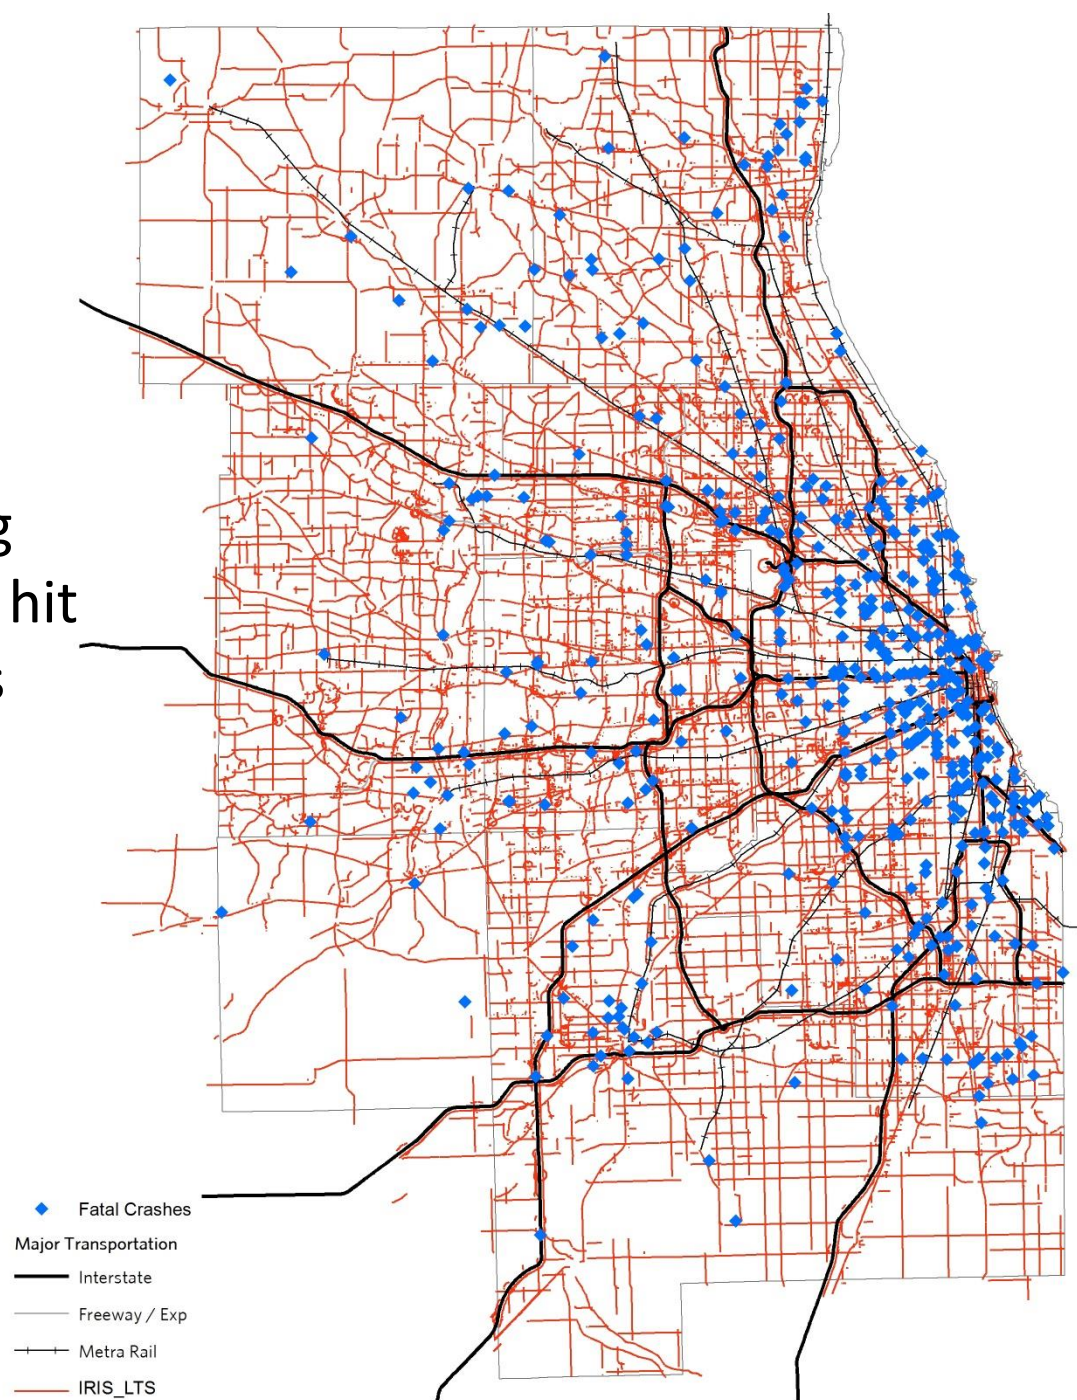 g
hit
s
Fatal Crashes
Major Transportation
Interstate
Freeway / Exp
Metra Rail
IRIS_LTS